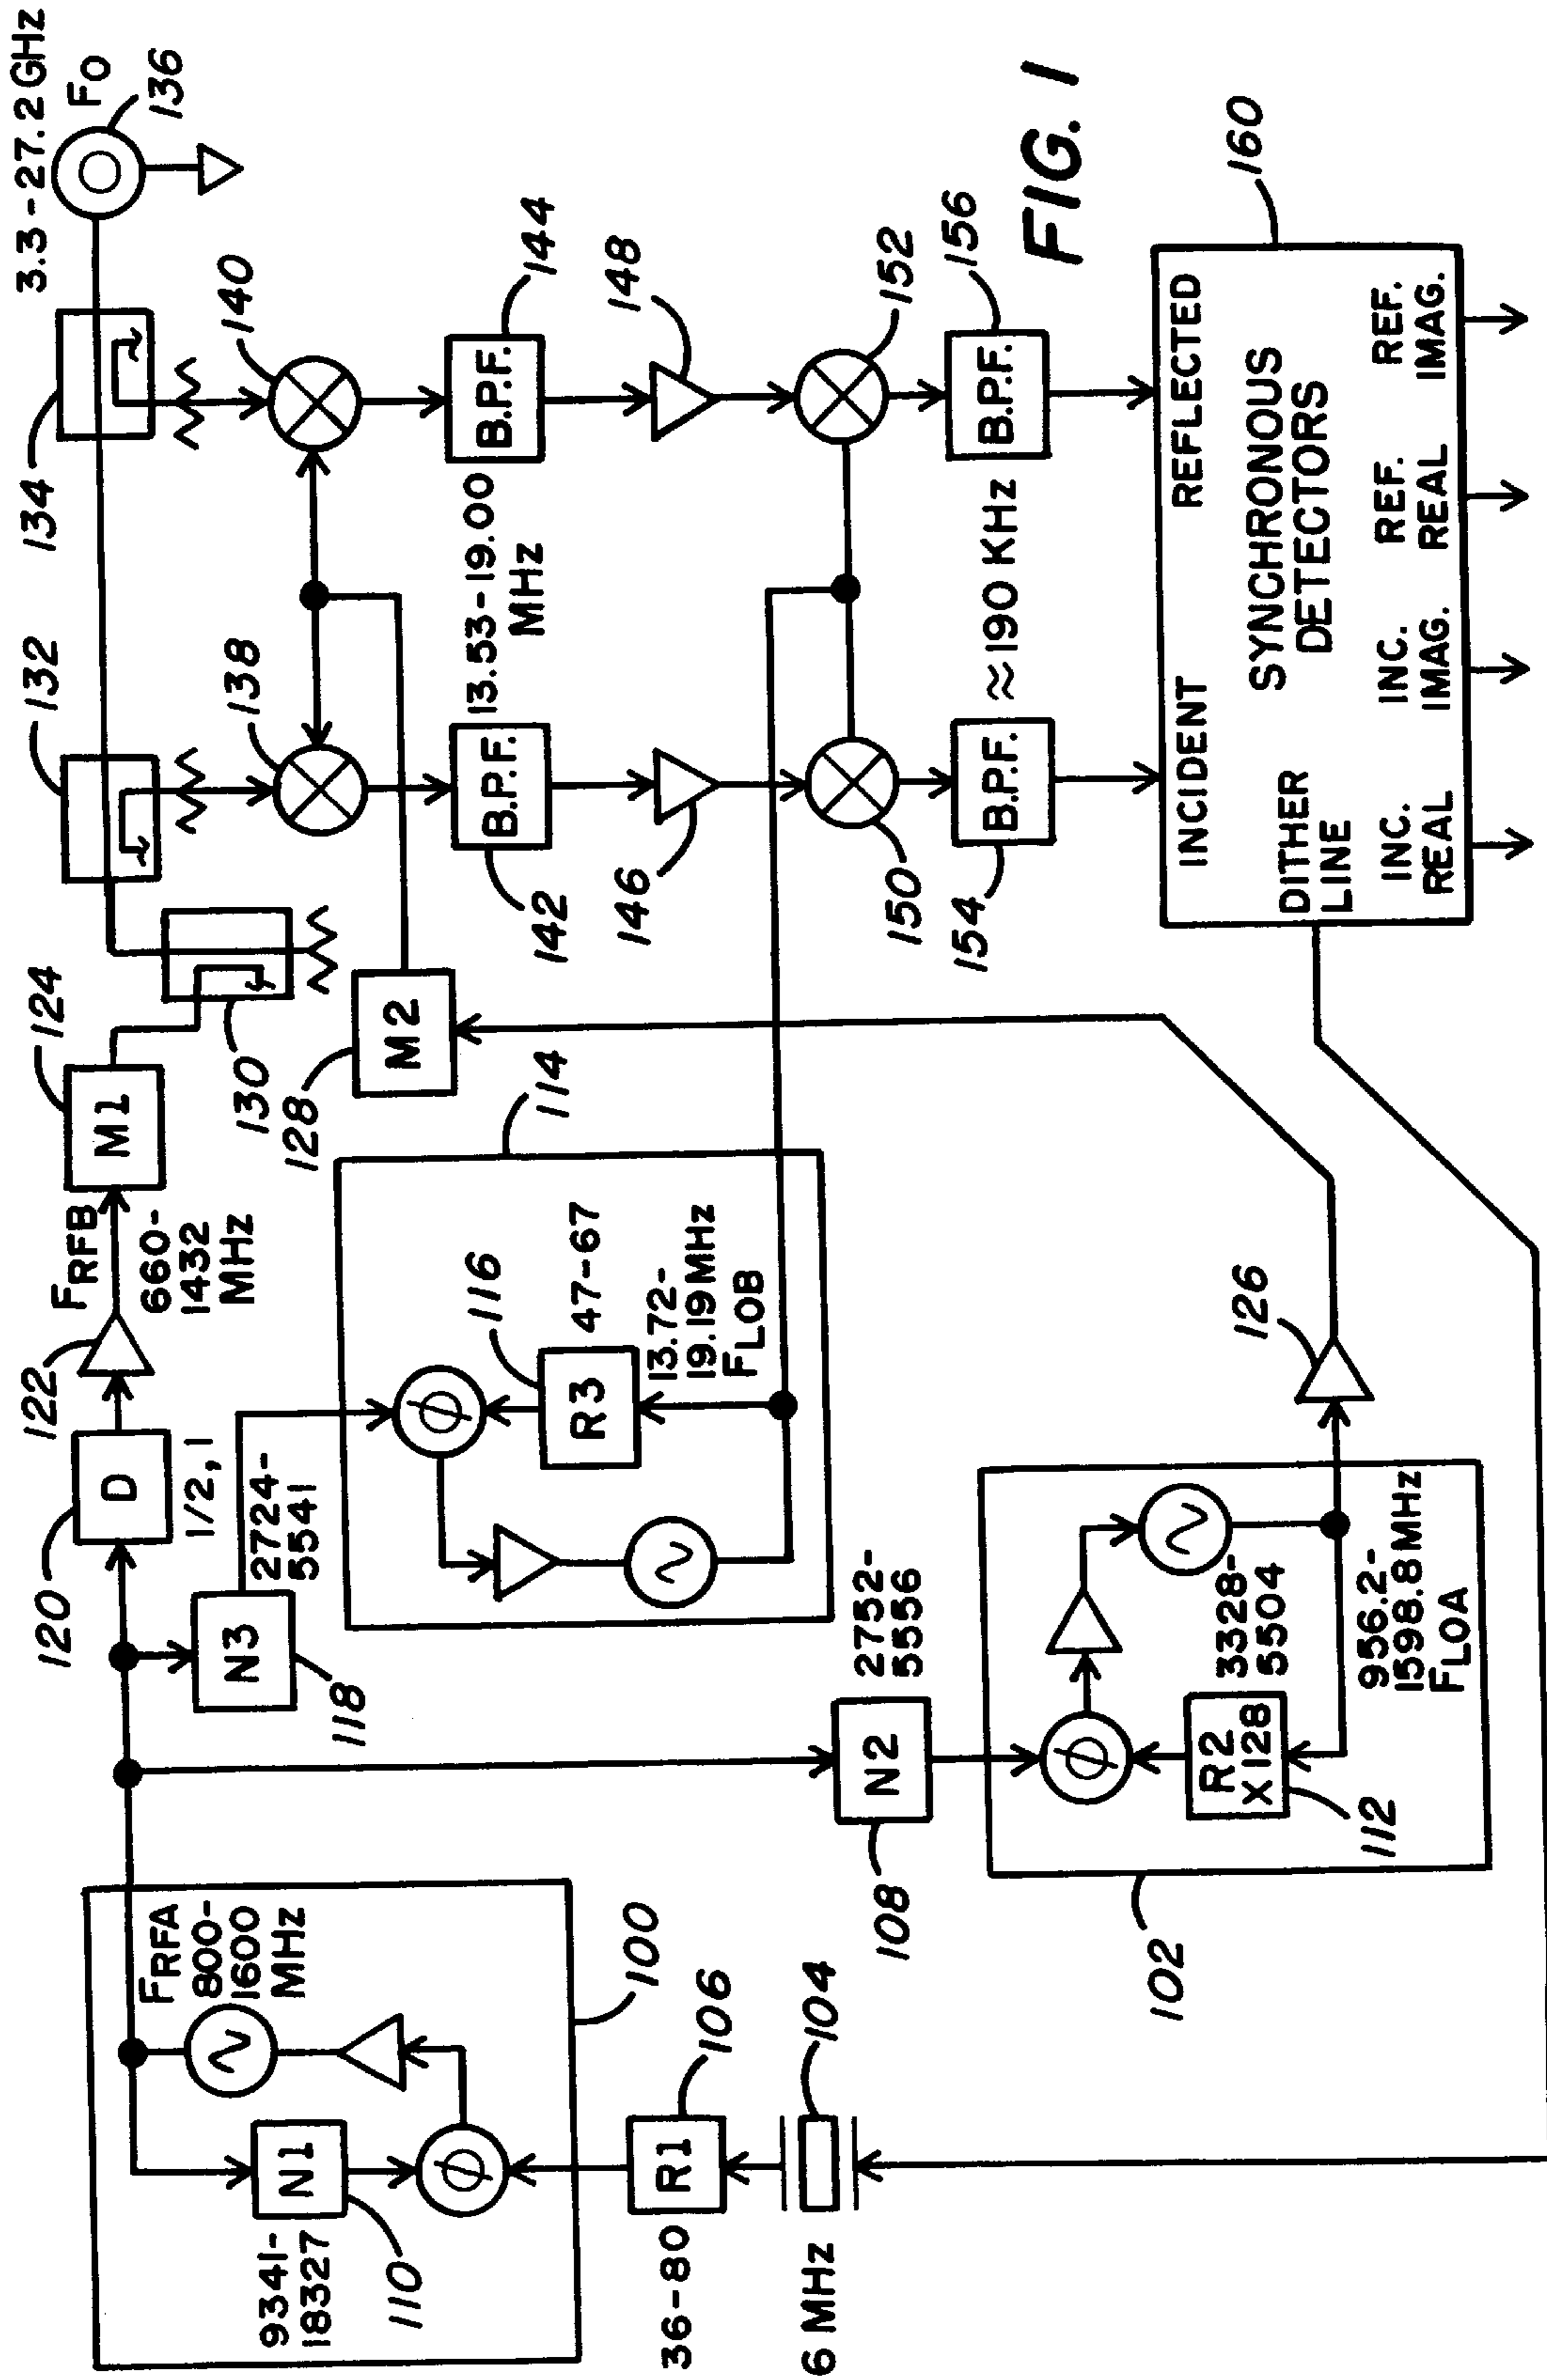 3.3-27.2 GHz
FO
136
134
132
124
M1
130
FRFB
660-
1432
MHz
122
120
D
1/2, 1
N3
118
2724-
5541
140
138
128
M2
144
B.P.F.
13.53-19.00
MHz
B.P.F.
142
148
146
152
150
156
B.P.F.
≈190 KHz
B.P.F.
154
FIG. 1
160
INCIDENT
REFLECTED
SYNCHRONOUS
DETECTORS
DITHER
LINE
INC.
REAL
INC.
IMAG.
REF.
REAL
REF.
IMAG.
114
116
R3
47-67
13.72-
19.19MHz
FLOB
126
N2
2752-
5556
108
R2
X128
3328-
5504
112
956.2-
1598.8MHz
FLOA
102
FRFA
800-
1600
MHz
100
N1
9341-
18327
110
R1
106
36-80
104
6 MHz